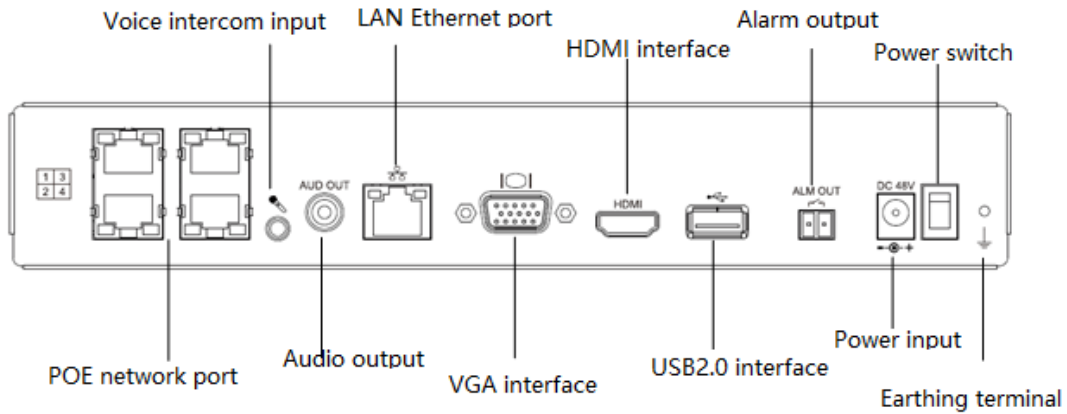 Voice intercom input
LAN Ethernet port
Alarm output
HDMI interface
Power switch
1 3
2 4
AUD OUT
HDMI
ALM OUT
DC 48V
Power input
Audio output
USB2.0 interface
POE network port
VGA interface
Earthing terminal